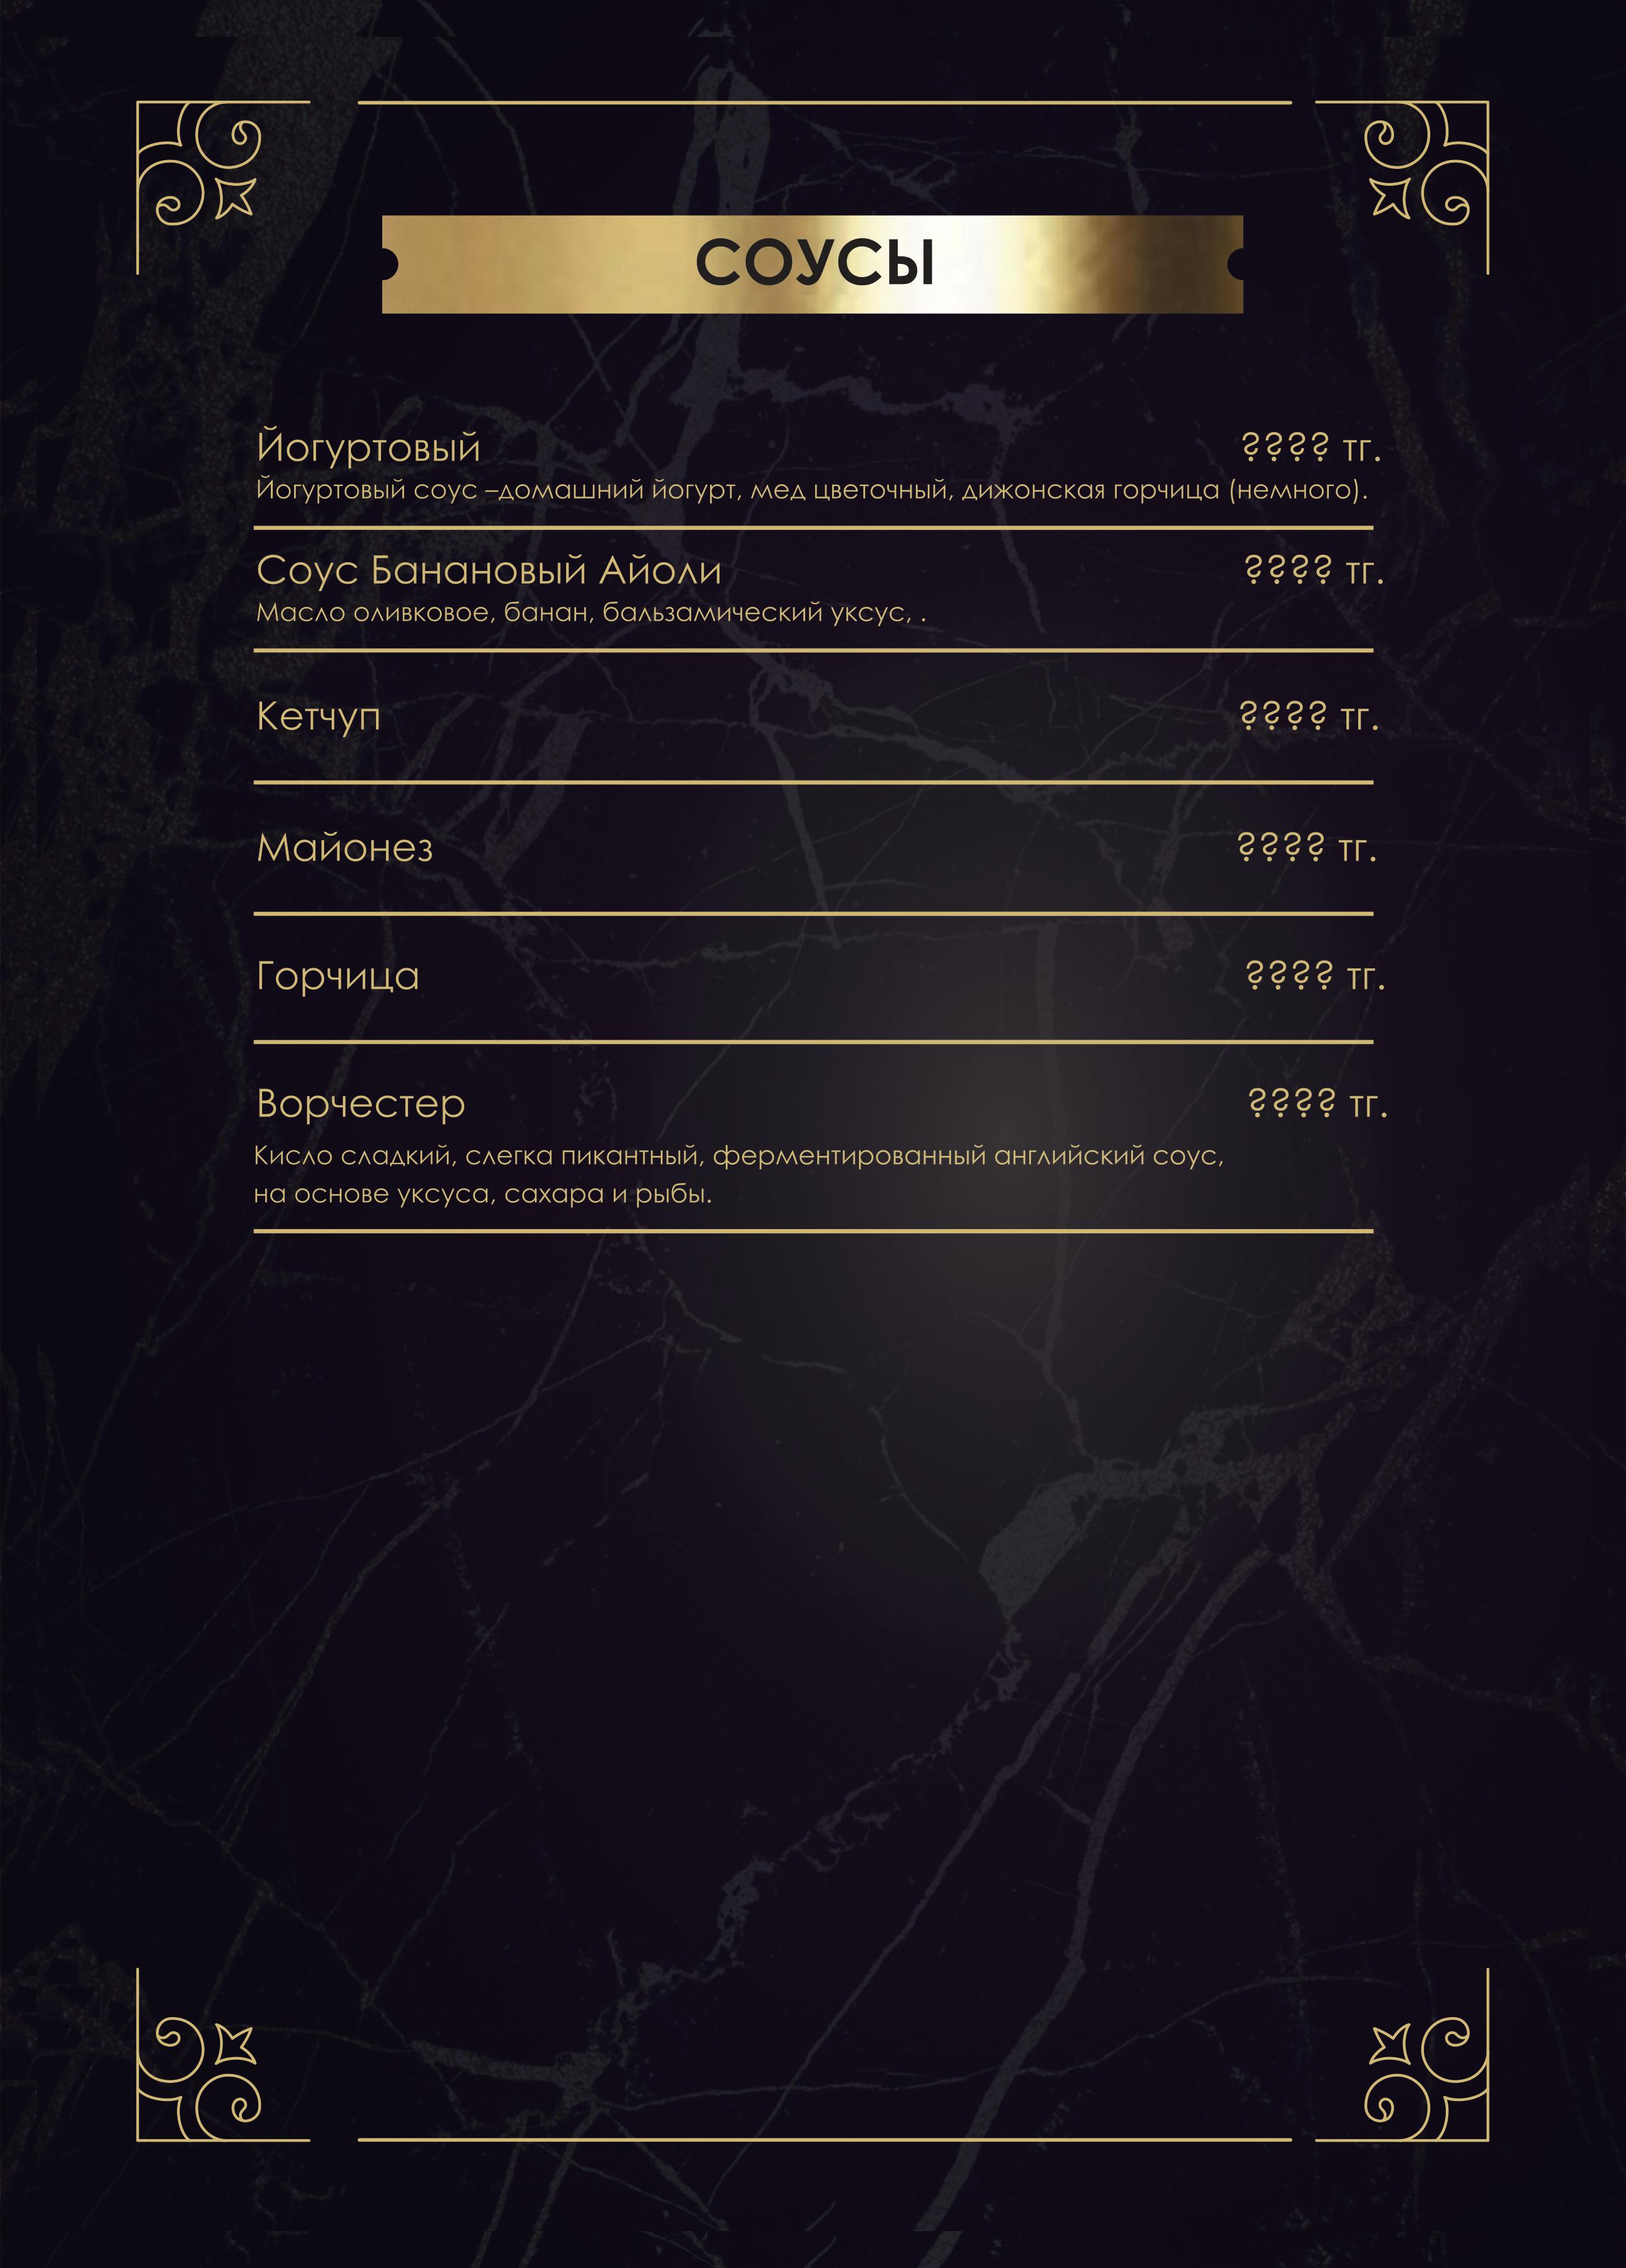 СОУСЫ
Йогуртовый ???? тг.
Йогуртовый соус –домашний йогурт, мед цветочный, дижонская горчица (немного).
Соус Банановый Айоли ???? тг.
Масло оливковое, банан, бальзамический уксус, .
Кетчуп ???? тг.
Майонез ???? тг.
Горчица ???? тг.
Ворчестер ???? тг.
Кисло сладкий, слегка пикантный, ферментированный английский соус,
на основе уксуса, сахара и рыбы.